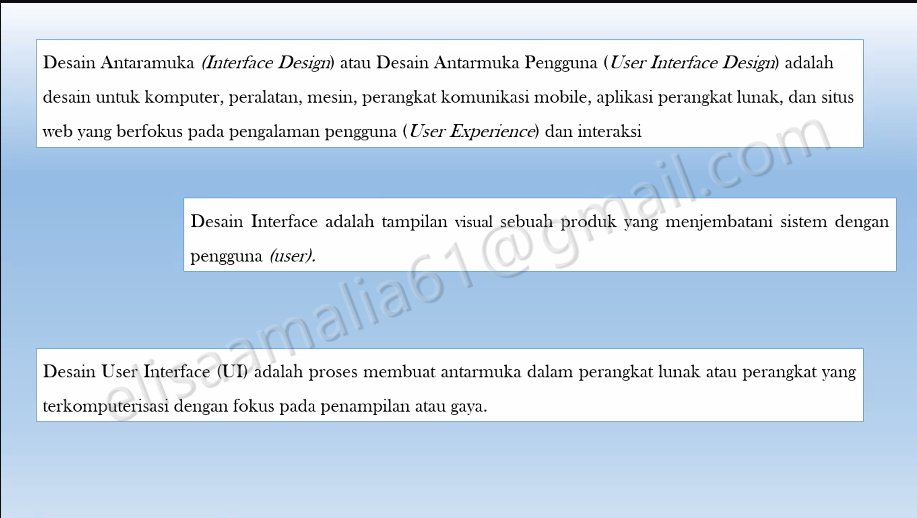 Desain Antaramuka (Interface Design) atau Desain Antarmuka Pengguna (User Interface Design) adalah
desain untuk komputer, peralatan, mesin, perangkat komunikasi mobile, aplikasi perangkat lunak, dan situs
web yang berfokus pada pengalaman pengguna (User Experience) dan interaksi
Desain Interface adalah tampilan visual sebuah produk yang menjembatani sistem dengan
pengguna (user).
Desain User Interface (UI) adalah proses membuat antarmuka dalam perangkat lunak atau perangkat yang
terkomputerisasi dengan fokus pada penampilan atau gaya.
elisaamalia61@gmail.com